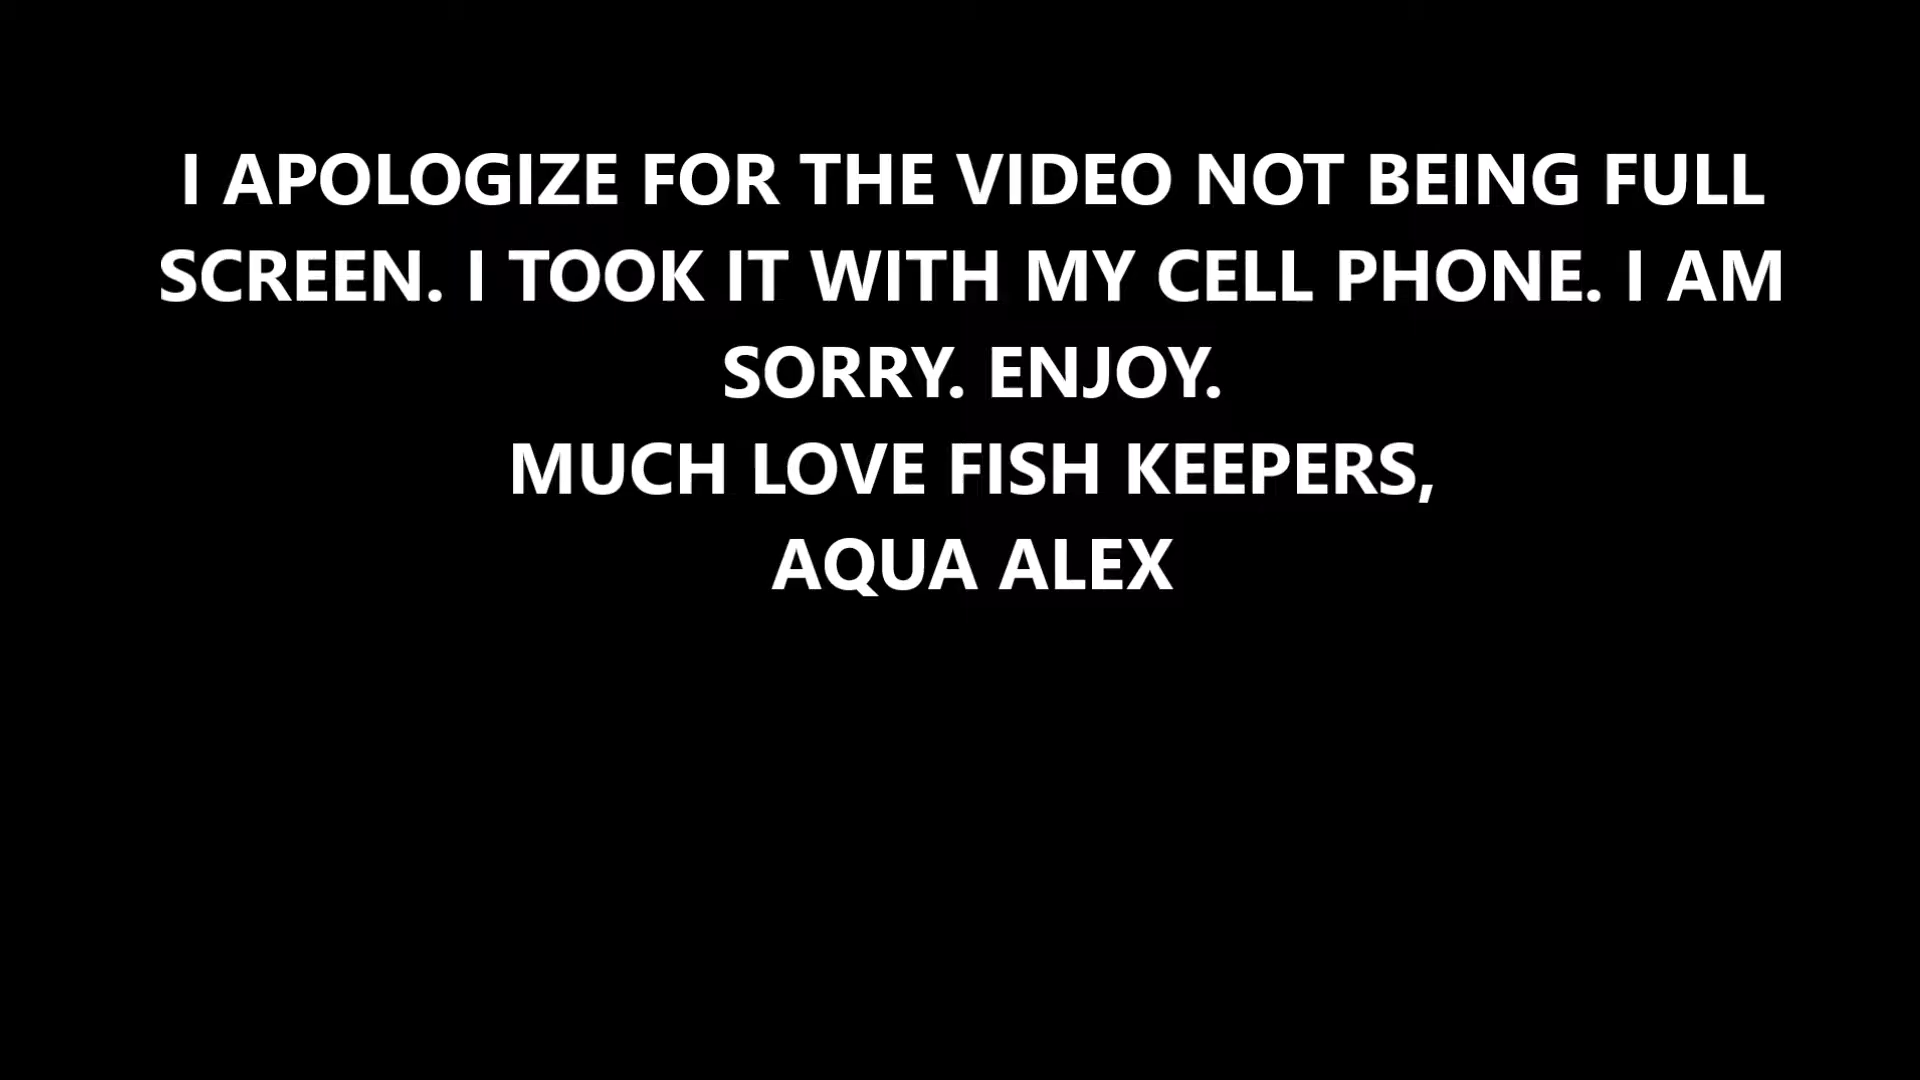 I APOLOGIZE FOR THE VIDEO NOT BEING FULL
SCREEN. I TOOK IT WITH MY CELL PHONE. I AM
SORRY. ENJOY.
MUCH LOVE FISH KEEPERS,
AQUA ALEX